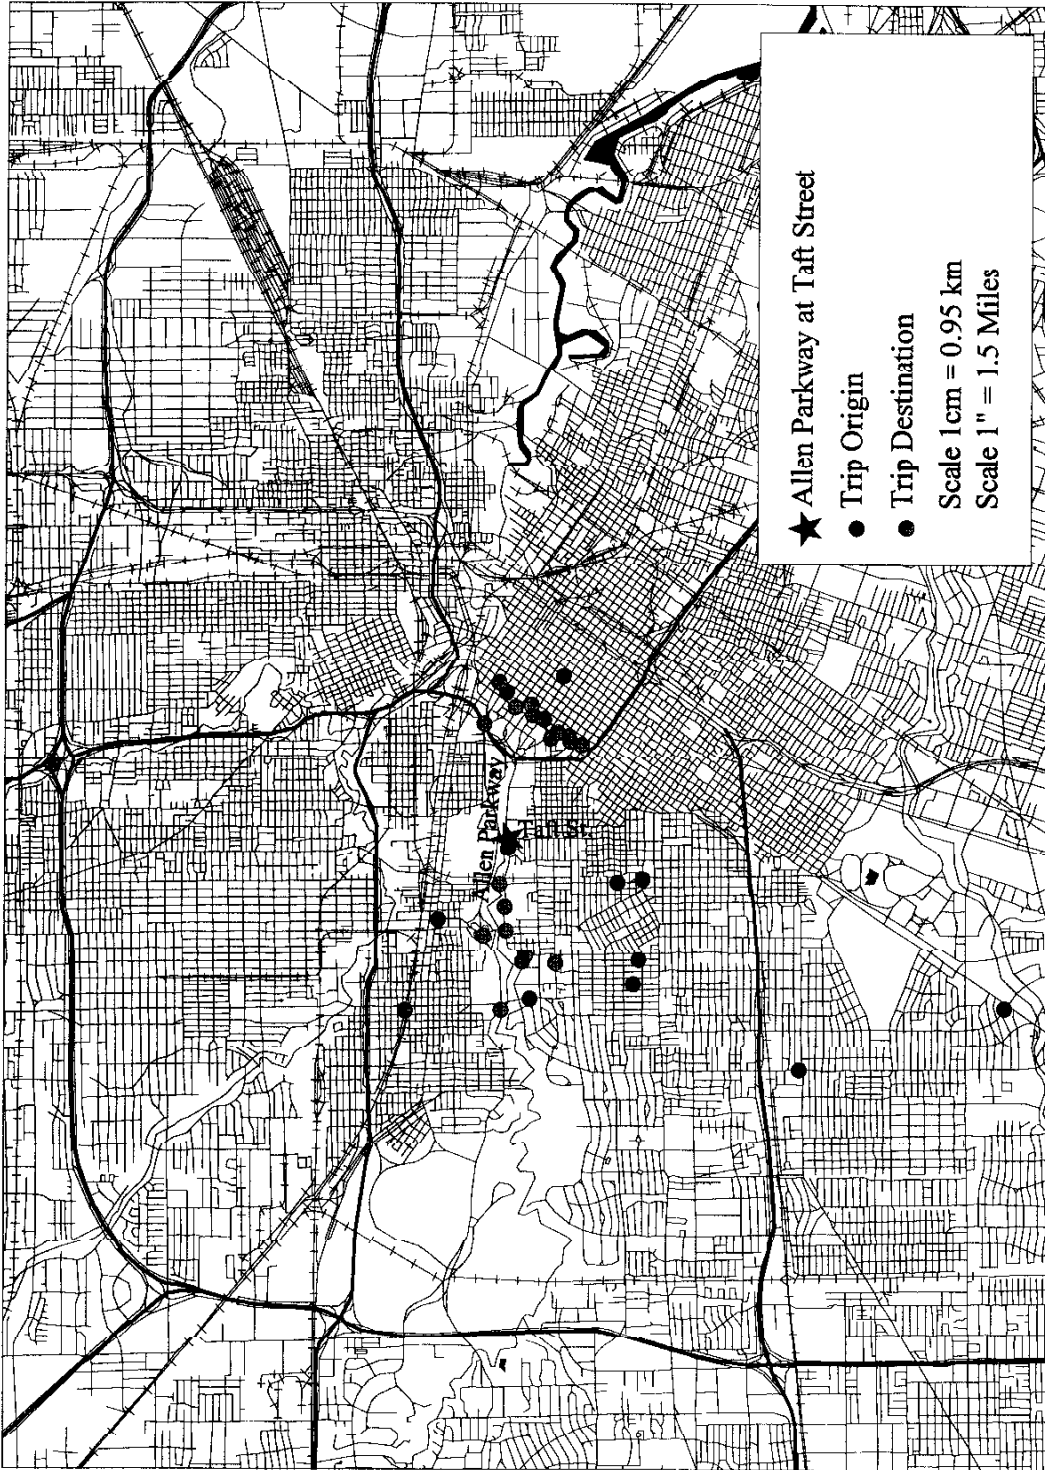 Allen Parkway
Taft St.
Allen Parkway at Taft Street
Trip Origin
Trip Destination
Scale 1cm = 0.95 km
Scale 1" = 1.5 Miles